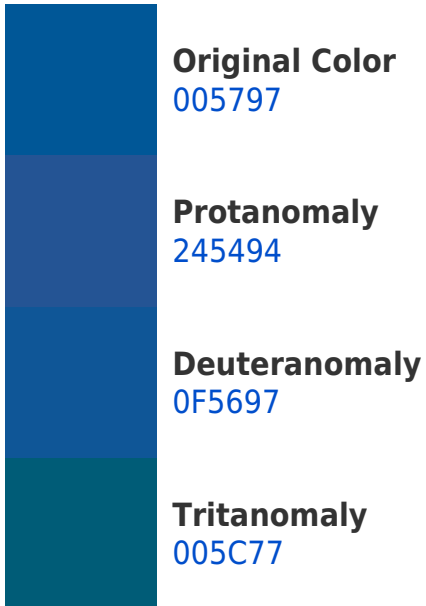 Original Color
005797
Protanomaly
245494
Deuteranomaly
0F5697
Tritanomaly
005C77